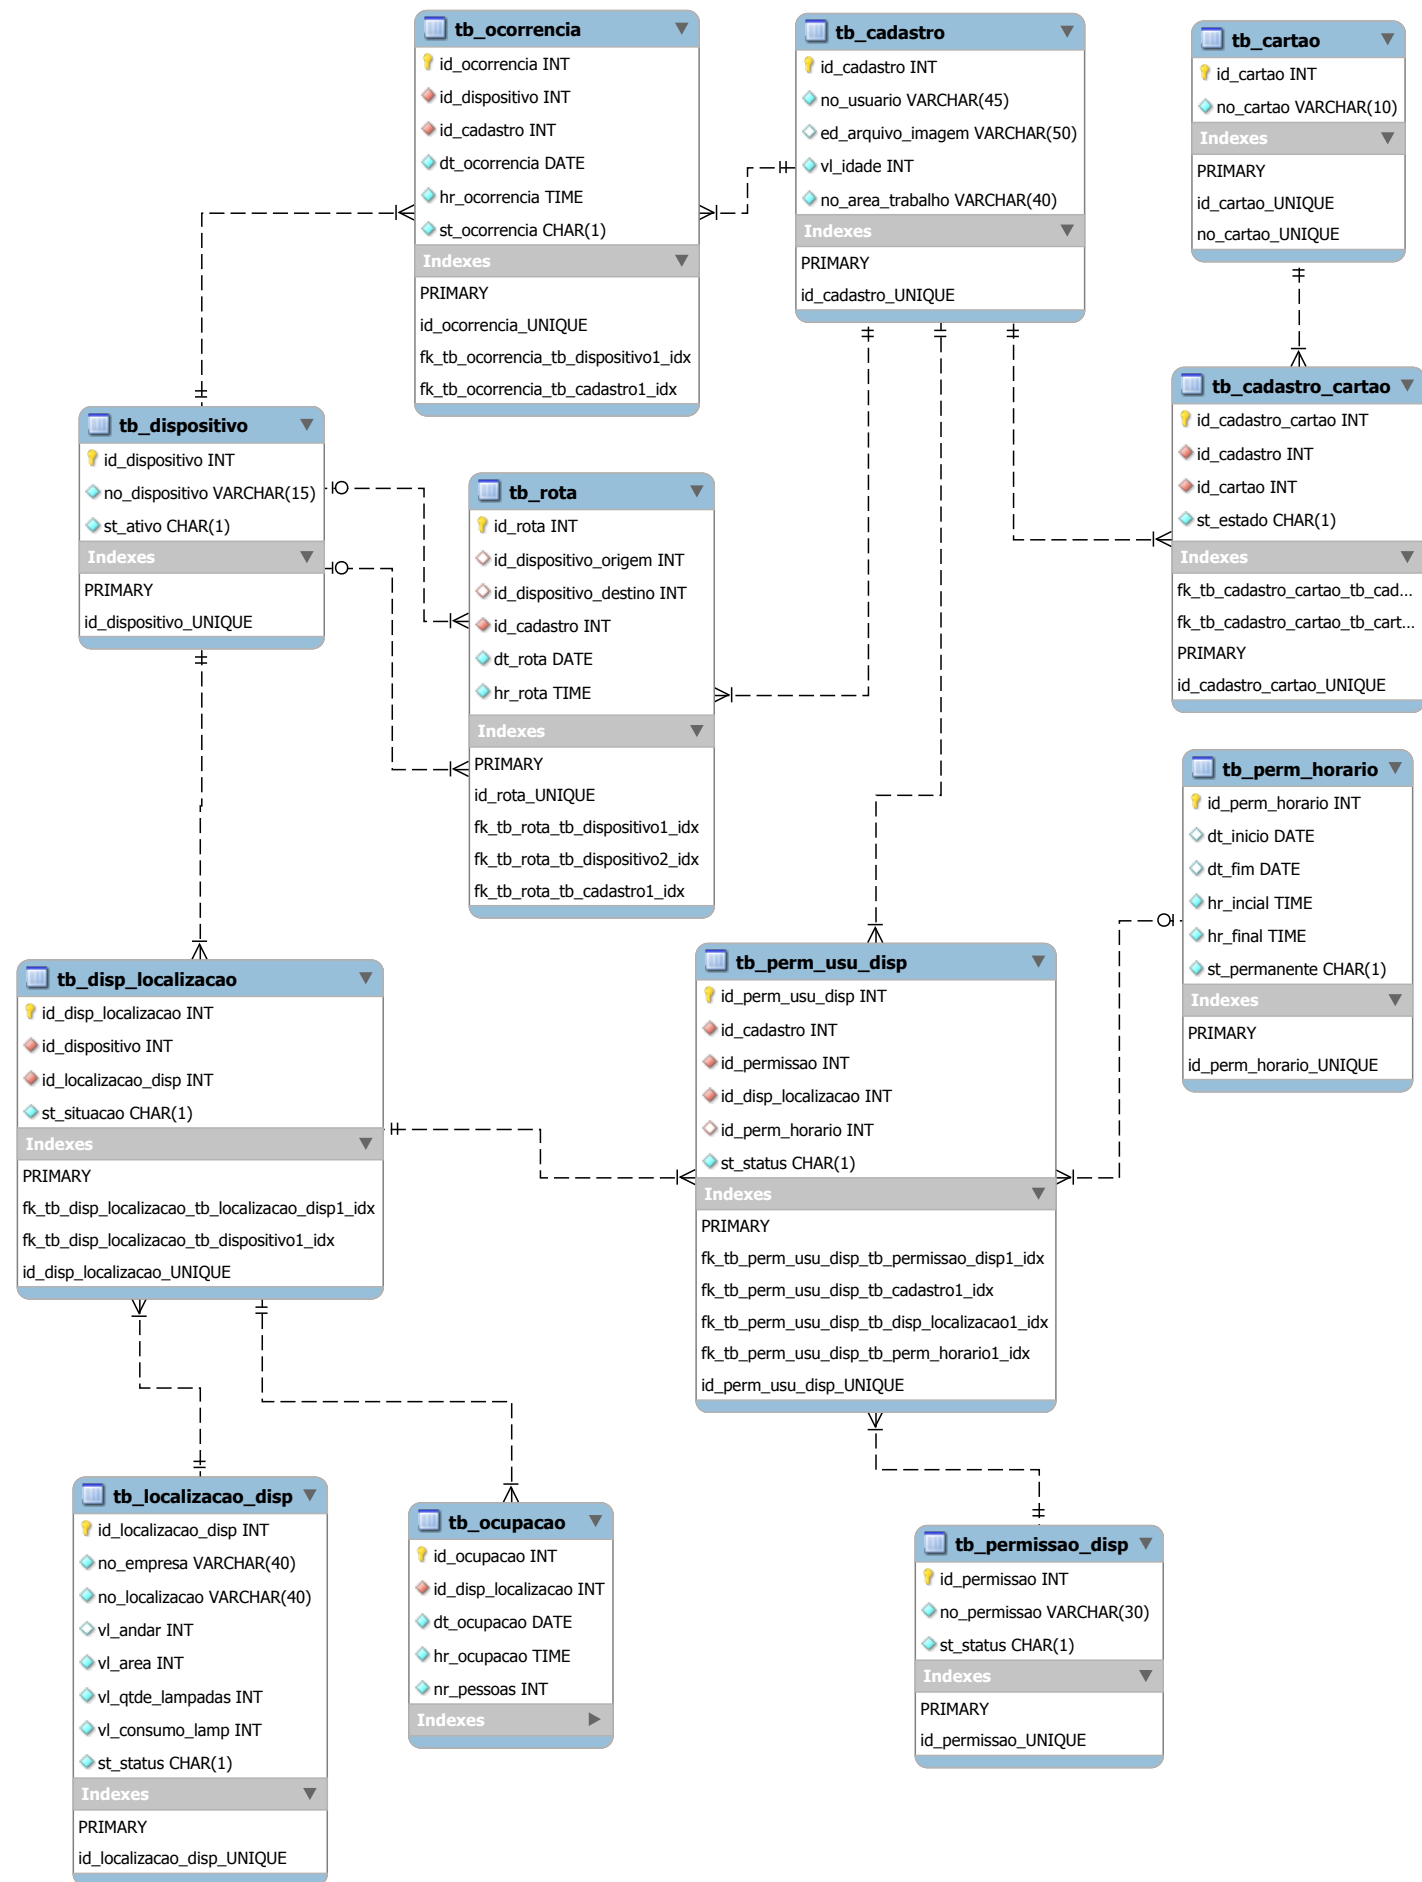 tb_ocorrencia
id_ocorrencia INT
id_dispositivo INT
id_cadastro INT
dt_ocorrencia DATE
hr_ocorrencia TIME
st_ocorrencia CHAR(1)
Indexes
PRIMARY
id_ocorrencia_UNIQUE
fk_tb_ocorrencia_tb_dispositivo1_idx
fk_tb_ocorrencia_tb_cadastro1_idx
tb_cadastro
id_cadastro INT
no_usuario VARCHAR(45)
ed_arquivo_imagem VARCHAR(50)
vl_idade INT
no_area_trabalho VARCHAR(40)
Indexes
PRIMARY
id_cadastro_UNIQUE
tb_cartao
id_cartao INT
no_cartao VARCHAR(10)
Indexes
PRIMARY
id_cartao_UNIQUE
no_cartao_UNIQUE
tb_cadastro_cartao
id_cadastro_cartao INT
id_cadastro INT
id_cartao INT
st_estado CHAR(1)
Indexes
fk_tb_cadastro_cartao_tb_cad...
fk_tb_cadastro_cartao_tb_cart...
PRIMARY
id_cadastro_cartao_UNIQUE
tb_dispositivo
id_dispositivo INT
no_dispositivo VARCHAR(15)
st_ativo CHAR(1)
Indexes
PRIMARY
id_dispositivo_UNIQUE
tb_rota
id_rota INT
id_dispositivo_origem INT
id_dispositivo_destino INT
id_cadastro INT
dt_rota DATE
hr_rota TIME
Indexes
PRIMARY
id_rota_UNIQUE
fk_tb_rota_tb_dispositivo1_idx
fk_tb_rota_tb_dispositivo2_idx
fk_tb_rota_tb_cadastro1_idx
tb_perm_horario
id_perm_horario INT
dt_inicio DATE
dt_fim DATE
hr_incial TIME
hr_final TIME
st_permanente CHAR(1)
Indexes
PRIMARY
id_perm_horario_UNIQUE
tb_disp_localizacao
id_disp_localizacao INT
id_dispositivo INT
id_localizacao_disp INT
st_situacao CHAR(1)
Indexes
PRIMARY
fk_tb_disp_localizacao_tb_localizacao_disp1_idx
fk_tb_disp_localizacao_tb_dispositivo1_idx
id_disp_localizacao_UNIQUE
tb_perm_usu_disp
id_perm_usu_disp INT
id_cadastro INT
id_permissao INT
id_disp_localizacao INT
id_perm_horario INT
st_status CHAR(1)
Indexes
PRIMARY
fk_tb_perm_usu_disp_tb_permissao_disp1_idx
fk_tb_perm_usu_disp_tb_cadastro1_idx
fk_tb_perm_usu_disp_tb_disp_localizacao1_idx
fk_tb_perm_usu_disp_tb_perm_horario1_idx
id_perm_usu_disp_UNIQUE
tb_localizacao_disp
id_localizacao_disp INT
no_empresa VARCHAR(40)
no_localizacao VARCHAR(40)
vl_andar INT
vl_area INT
vl_qtde_lampadas INT
vl_consumo_lamp INT
st_status CHAR(1)
Indexes
PRIMARY
id_localizacao_disp_UNIQUE
tb_ocupacao
id_ocupacao INT
id_disp_localizacao INT
dt_ocupacao DATE
hr_ocupacao TIME
nr_pessoas INT
Indexes
tb_permissao_disp
id_permissao INT
no_permissao VARCHAR(30)
st_status CHAR(1)
Indexes
PRIMARY
id_permissao_UNIQUE